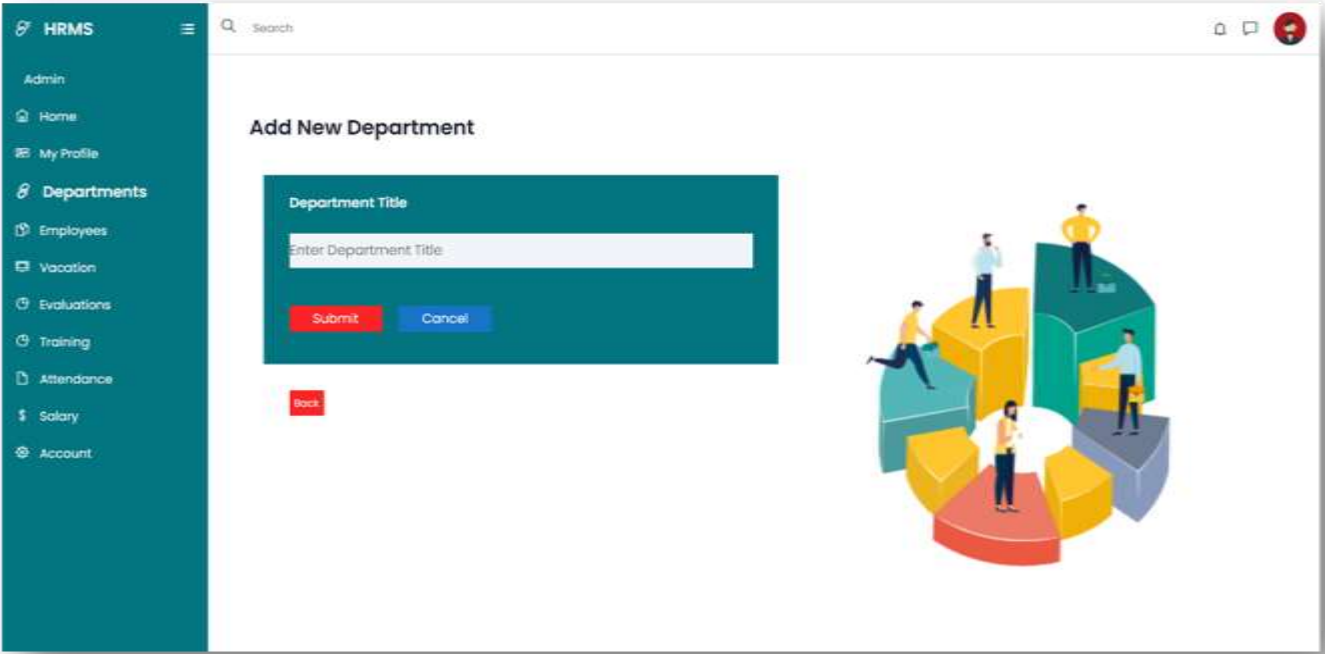 HRMS
Search
Admin
Home
My Profile
Departments
Employees
Vacation
Evaluations
Training
Attendance
Salary
Account
Add New Department
Department Title
Enter Department Title
Submit Cancel
Back